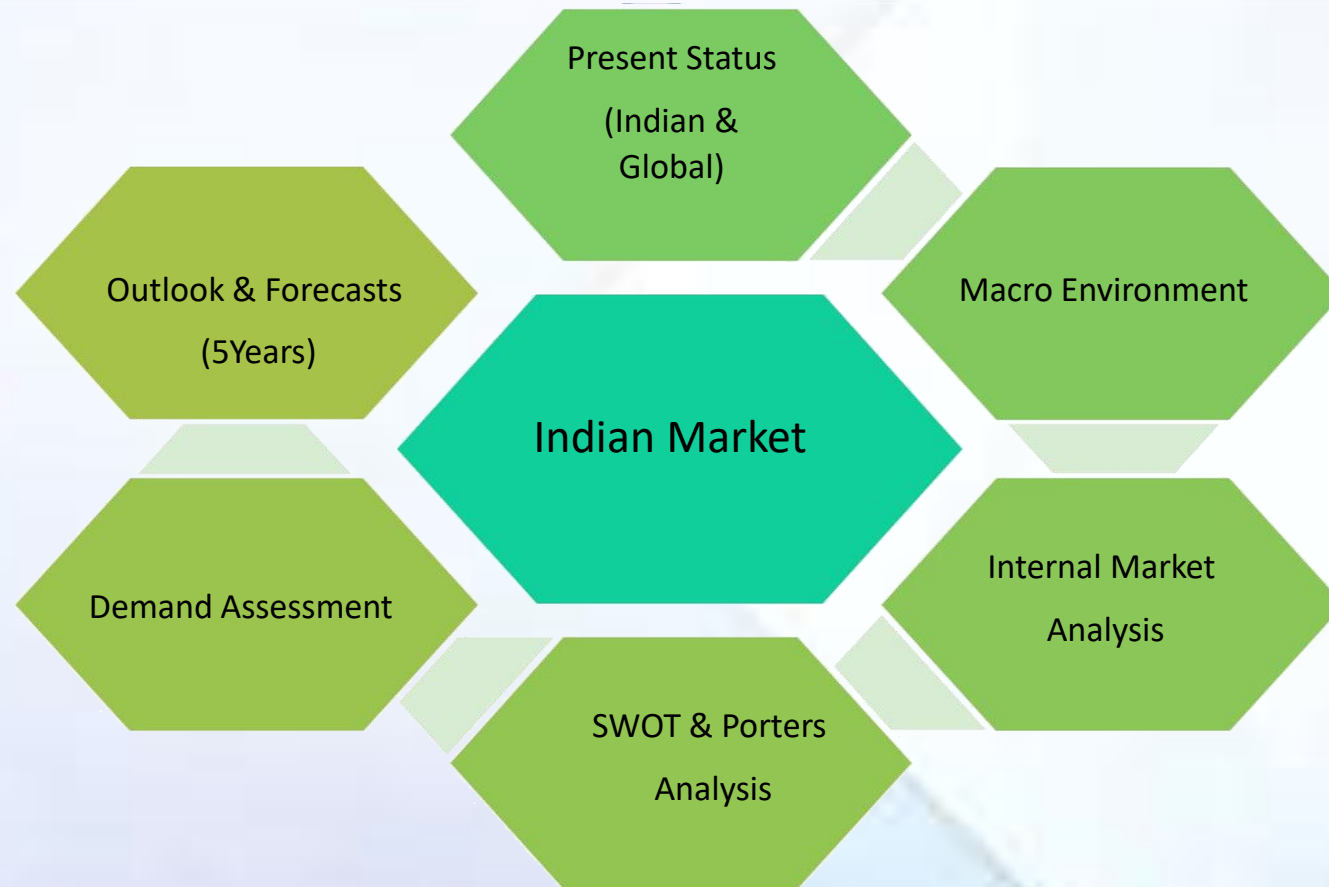 Present Status
(Indian &
Global)
Macro Environment
Internal Market
Analysis
SWOT & Porters
Analysis
Demand Assessment
Outlook & Forecasts
(5Years)
Indian Market